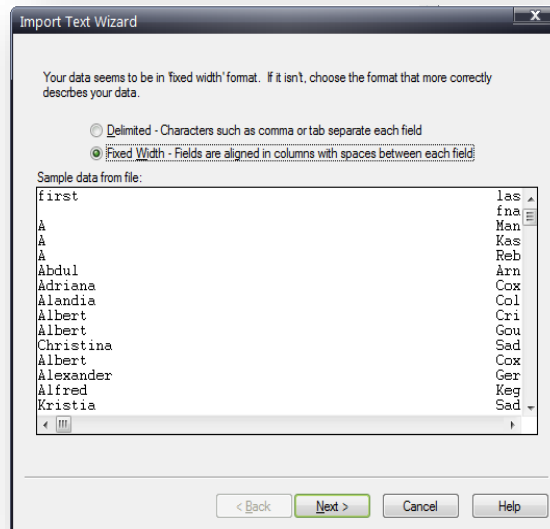 Import Text Wizard
X
Your data seems to be in 'fixed width' format. If it isn't, choose the format that more correctly
descrbes your data.
Delimited - Characters such as comma or tab separate each field
Fixed Width - Fields are aligned in columns with spaces between each field
Sample data from file:
first las
fna
A Man
A Kas
A Reb
Abdul Arn
Adriana Cox
Alandia Col
Albert Cri
Albert Gou
Christina Sad
Albert Cox
Alexander Ger
Alfred Keg
Kristia Sad
< Back Next > Cancel Help